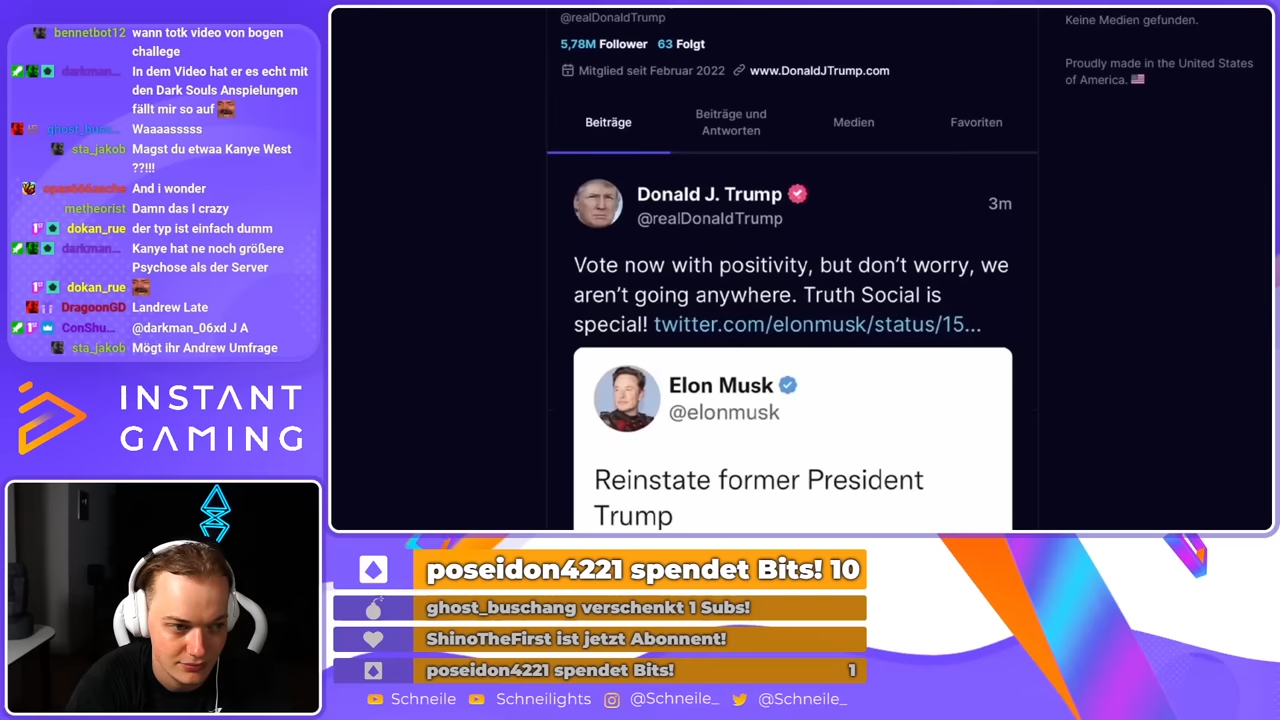 bennetbot12 wann totk video von bogen
challege
darkman... In dem Video hat er es echt mit
den Dark Souls Anspielungen
fällt mir so auf
ghost_busc... Waaaasssss
sta_jakob Magst du etwaa Kanye West
??!!!
And i wonder
metheorist Damn das I crazy
dokan_rue der typ ist einfach dumm
darkman... Kanye hat ne noch größere
Psychose als der Server
dokan_rue
DragoonGD Landrew Late
ConShu... @darkman_06xd J A
sta_jakob Mögt ihr Andrew Umfrage
INSTANT
GAMING
@realDonaldTrump
5,78M Follower 63 Folgt
Mitglied seit Februar 2022 www.DonaldJTrump.com
Beiträge
Beiträge und
Antworten
Medien
Favoriten
Keine Medien gefunden.
Proudly made in the United States
of America.
Donald J. Trump
@realDonaldTrump
3m
Vote now with positivity, but don’t worry, we
aren’t going anywhere. Truth Social is
special! twitter.com/elonmusk/status/15...
Elon Musk
@elonmusk
Reinstate former President
Trump
poseidon4221 spendet Bits! 10
ghost_buschang verschenkt 1 Subs!
ShinoTheFirst ist jetzt Abonnent!
poseidon4221 spendet Bits! 1
Schneile Schneilights @Schneile_ @Schneile_